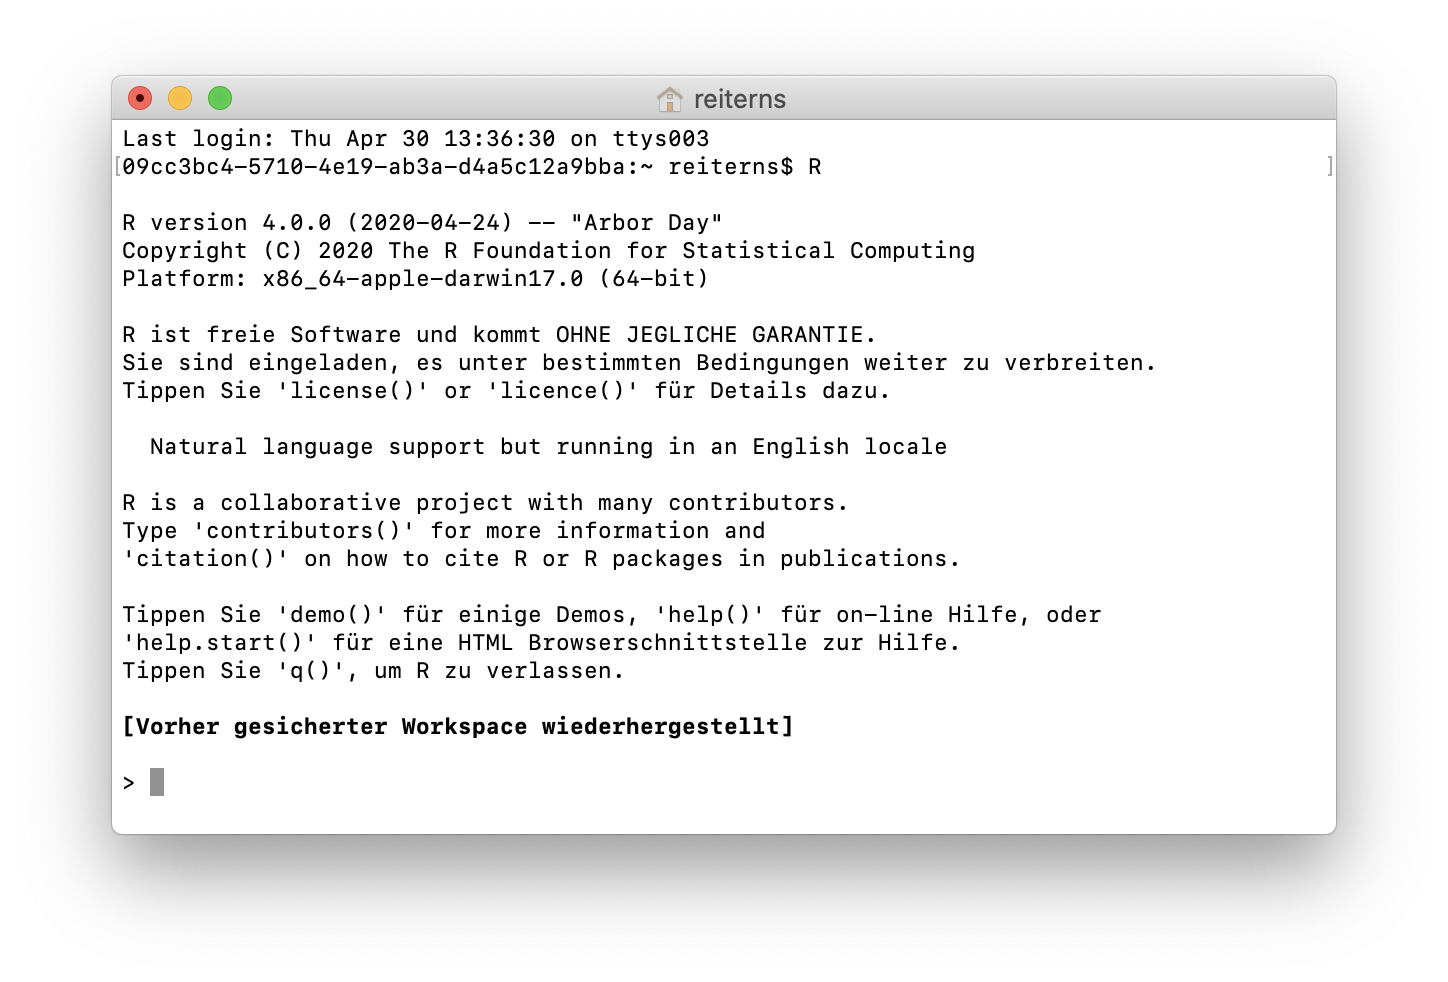 reiterns
Last login: Thu Apr 30 13:36:30 on ttys003
[09cc3bc4-5710-4e19-ab3a-d4a5c12a9bba:~ reiterns$ R ]
R version 4.0.0 (2020-04-24) -- "Arbor Day"
Copyright (C) 2020 The R Foundation for Statistical Computing
Platform: x86_64-apple-darwin17.0 (64-bit)
R ist freie Software und kommt OHNE JEGLICHE GARANTIE.
Sie sind eingeladen, es unter bestimmten Bedingungen weiter zu verbreiten.
Tippen Sie 'license()' or 'licence()' für Details dazu.
Natural language support but running in an English locale
R is a collaborative project with many contributors.
Type 'contributors()' for more information and
'citation()' on how to cite R or R packages in publications.
Tippen Sie 'demo()' für einige Demos, 'help()' für on-line Hilfe, oder
'help.start()' für eine HTML Browserschnittstelle zur Hilfe.
Tippen Sie 'q()', um R zu verlassen.
[Vorher gesicherter Workspace wiederhergestellt]
>